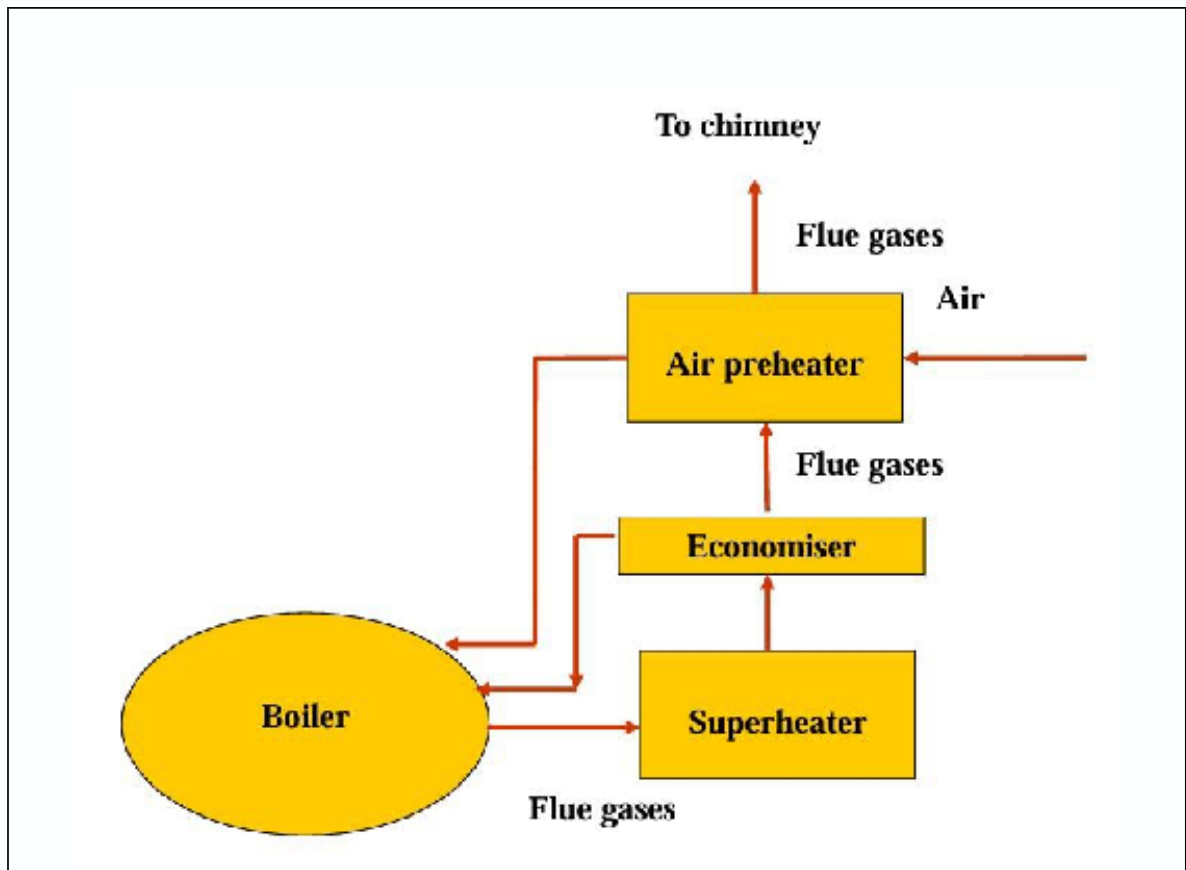 To chimney
Flue gases
Air
Air preheater
Flue gases
Economiser
Boiler
Superheater
Flue gases